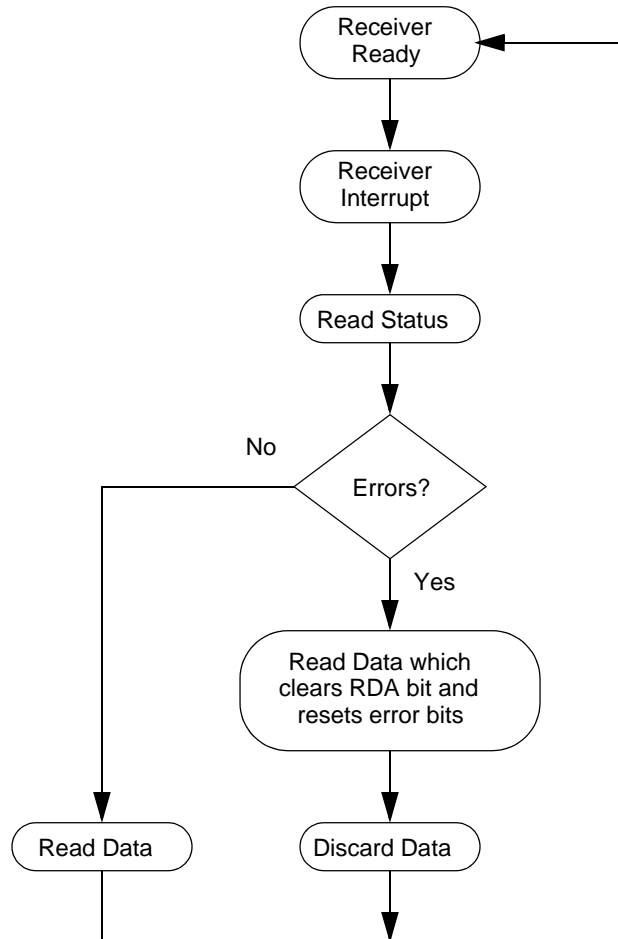 Receiver
Ready
Receiver
Interrupt
Read Status
No
Errors?
Yes
Read Data which
clears RDA bit and
resets error bits
Read Data
Discard Data